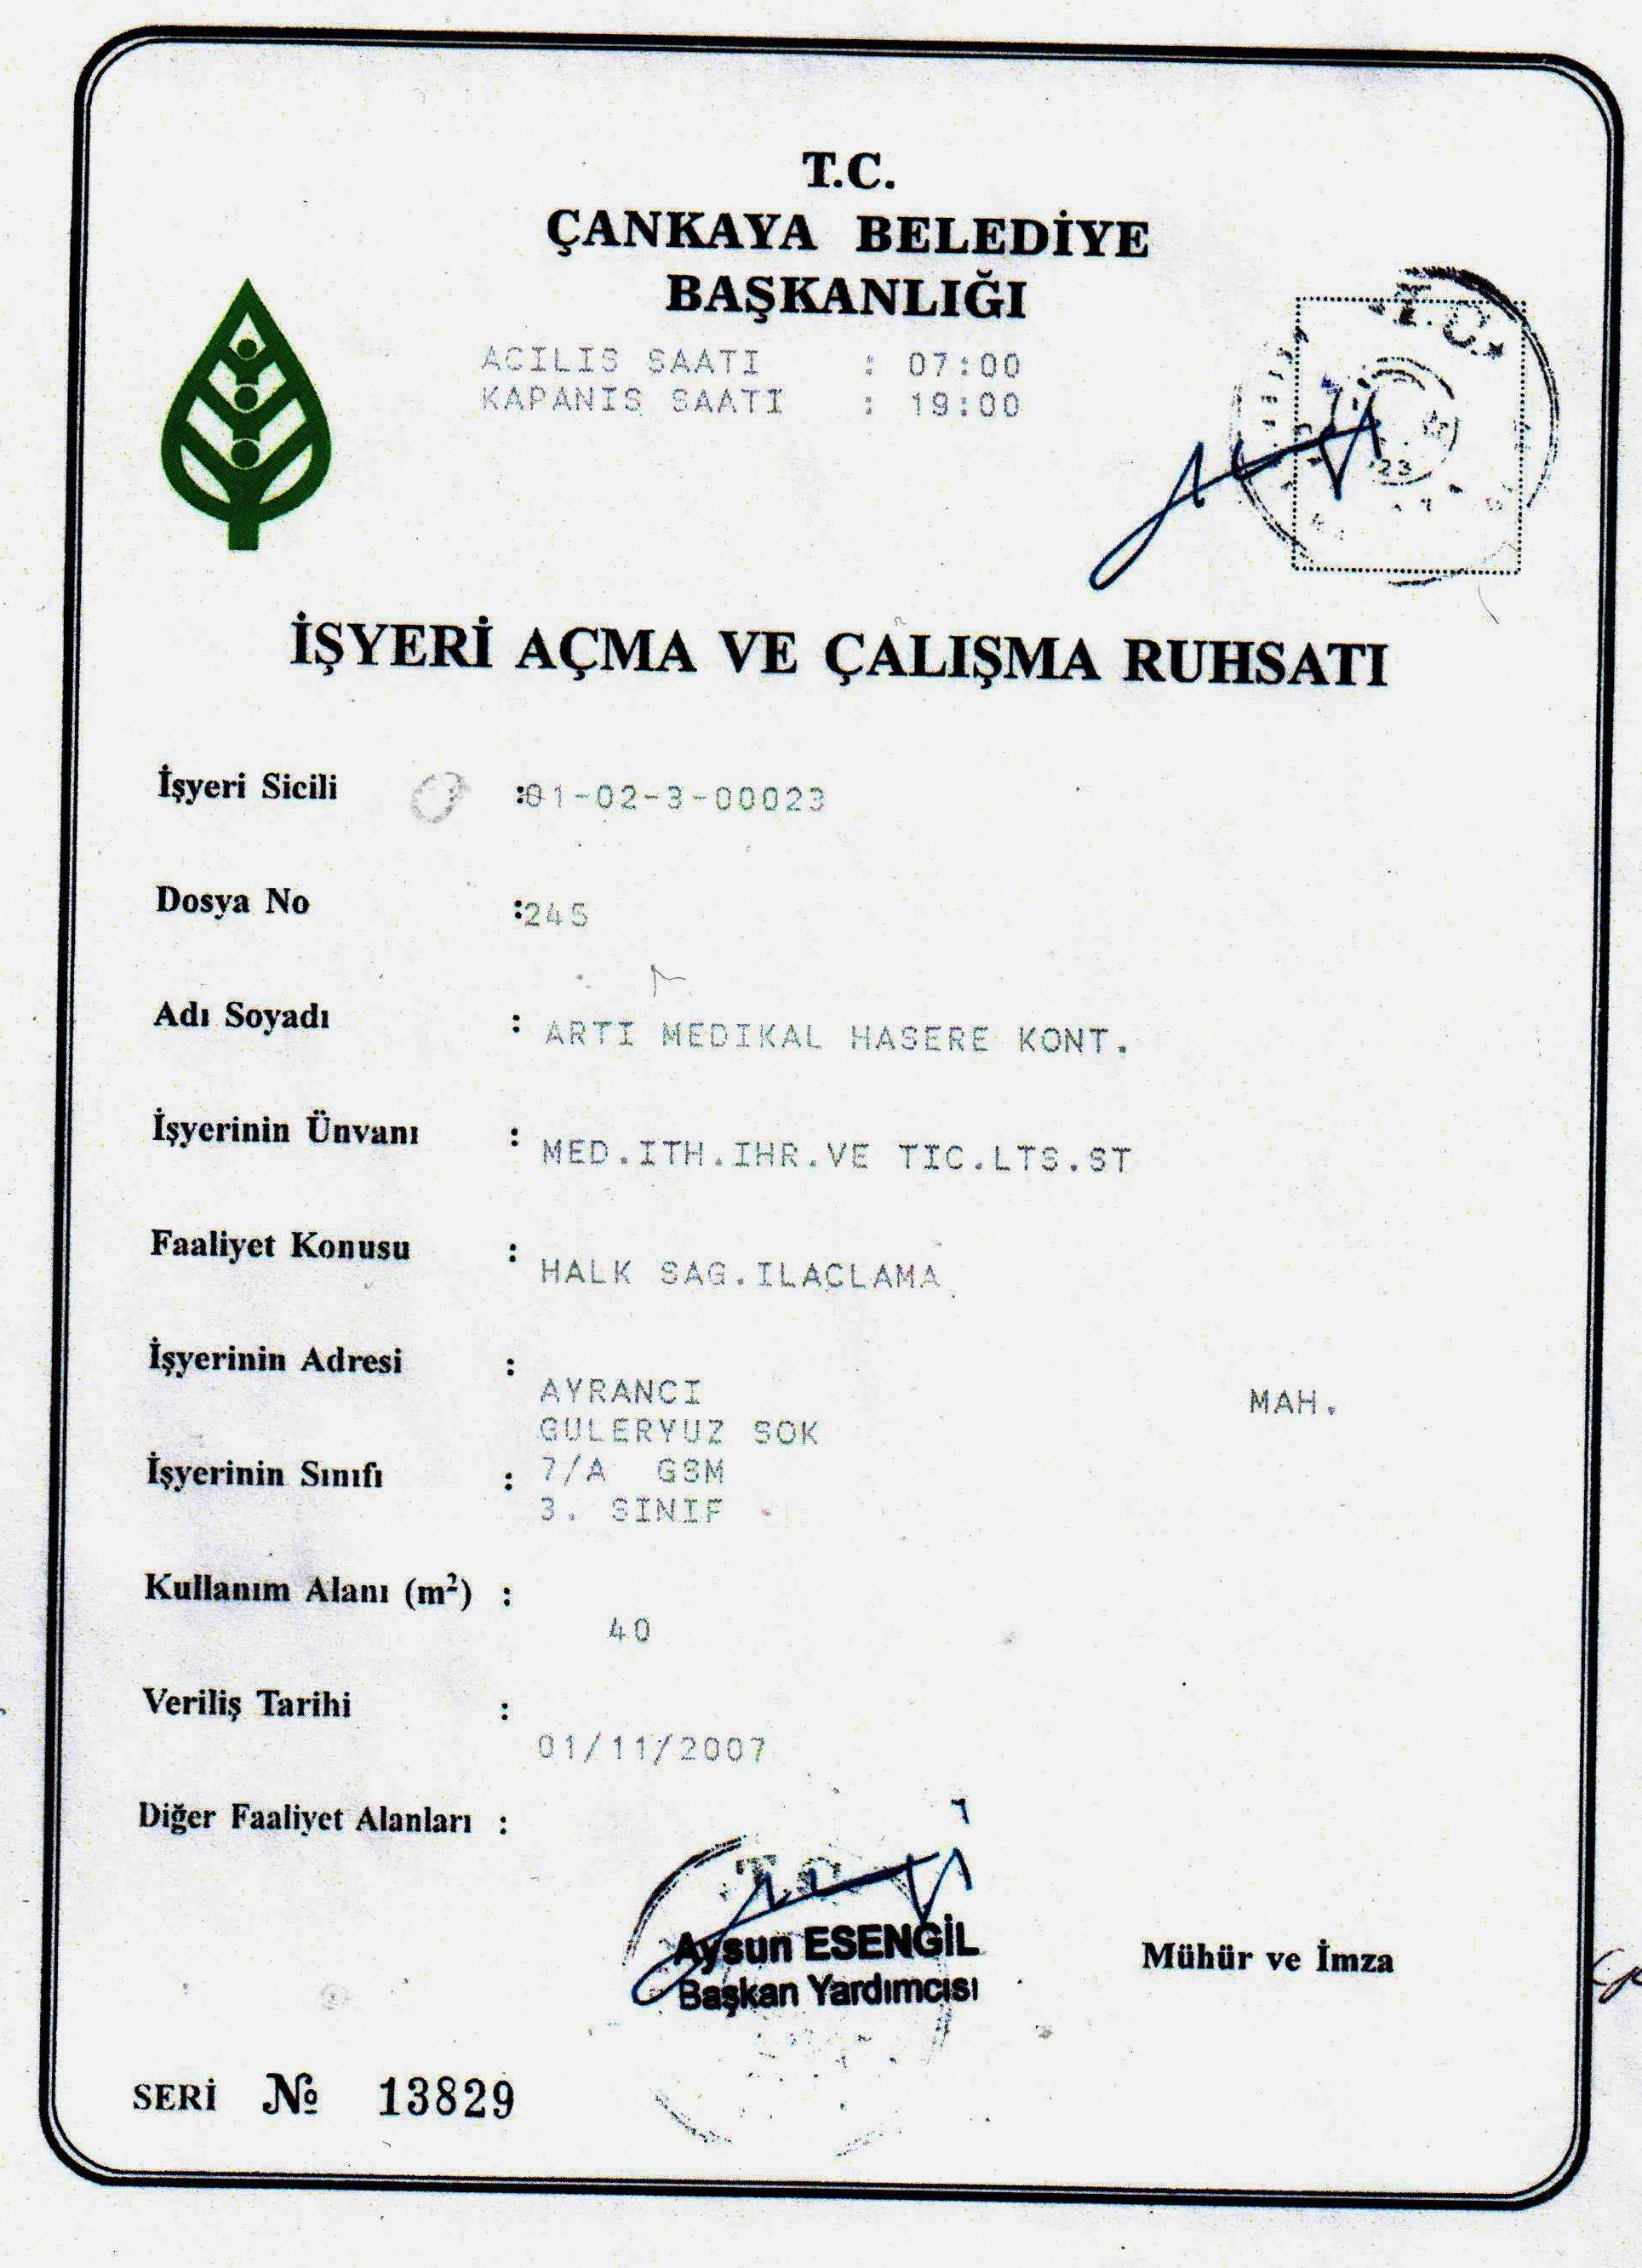 T.C.
ÇANKAYA BELEDİYE
BAŞKANLIĞI
ACILIS SAATI : 07:00
KAPANIS SAATI : 19:00
T.C.
23
İŞYERİ AÇMA VE ÇALIŞMA RUHSATI
İşyeri Sicili :01-02-3-00023
Dosya No :245
Adı Soyadı : ARTI MEDIKAL HASERE KONT.
İşyerinin Ünvanı : MED.ITH.IHR.VE TIC.LTS.ST
Faaliyet Konusu : HALK SAG.ILACLAMA
İşyerinin Adresi :
AYRANCI MAH.
GULERYUZ SOK
İşyerinin Sınıfı : 7/A GSM
3. SINIF
Kullanım Alanı (m²) :
40
Veriliş Tarihi :
01/11/2007
Diğer Faaliyet Alanları :
T.C.
Aysun ESENGİL
Başkan Yardımcısı
Mühür ve İmza
SERİ № 13829